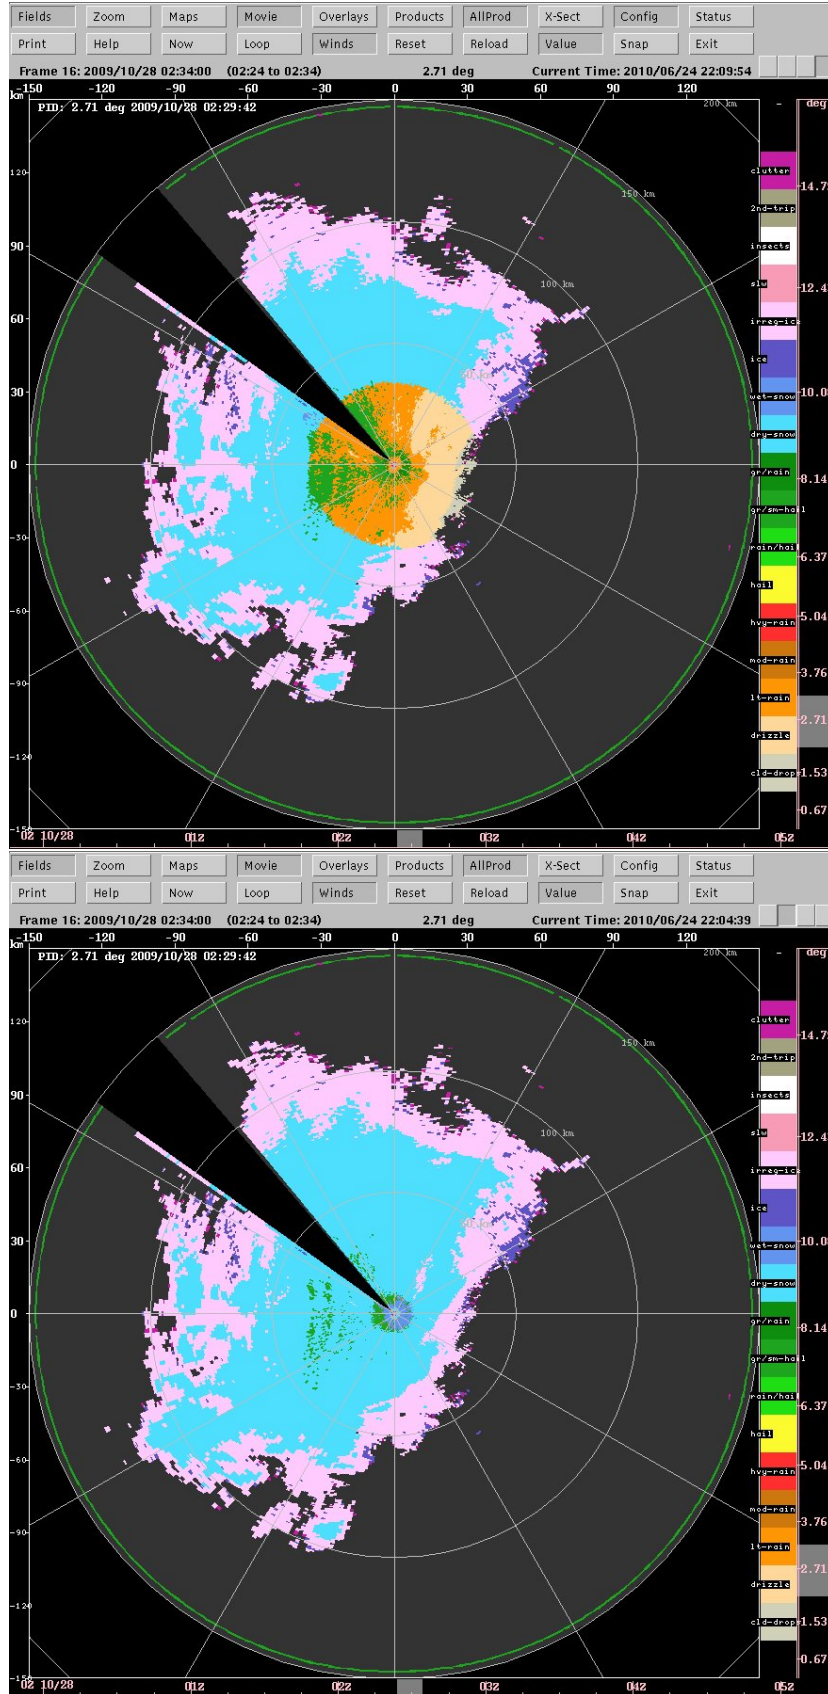 Fields Zoom Maps Movie Overlays Products AllProd X-Sect Config Status
Print Help Now Loop Winds Reset Reload Value Snap Exit
Frame 16: 2009/10/28 02:34:00 (02:24 to 02:34) 2.71 deg Current Time: 2010/06/24 22:09:54
-150 -120 -90 -60 -30 0 30 60 90 120 - deg
km
PID: 2.71 deg 2009/10/28 02:29:42 200 km
120
90
60
30
0
-30
-60
-90
-120
-15
150 km
100 km
50 km
clutter
2nd-trip
insects
slw
irreg-ice
ice
wet-snow
dry-snow
gr/rain
gr/sm-hail
rain/hail
hail
hvy-rain
mod-rain
lt-rain
drizzle
cld-drops
14.7
12.4
10.0
8.14
6.37
5.04
3.76
2.71
1.53
0.67
02 10/28 01Z 02Z 03Z 04Z 05Z
Fields Zoom Maps Movie Overlays Products AllProd X-Sect Config Status
Print Help Now Loop Winds Reset Reload Value Snap Exit
Frame 16: 2009/10/28 02:34:00 (02:24 to 02:34) 2.71 deg Current Time: 2010/06/24 22:04:39
-150 -120 -90 -60 -30 0 30 60 90 120 - deg
km
PID: 2.71 deg 2009/10/28 02:29:42 200 km
120
90
60
30
0
-30
-60
-90
-120
-15
150 km
100 km
50 km
clutter
2nd-trip
insects
slw
irreg-ice
ice
wet-snow
dry-snow
gr/rain
gr/sm-hail
rain/hail
hail
hvy-rain
mod-rain
lt-rain
drizzle
cld-drops
14.7
12.4
10.0
8.14
6.37
5.04
3.76
2.71
1.53
0.67
02 10/28 01Z 02Z 03Z 04Z 05Z